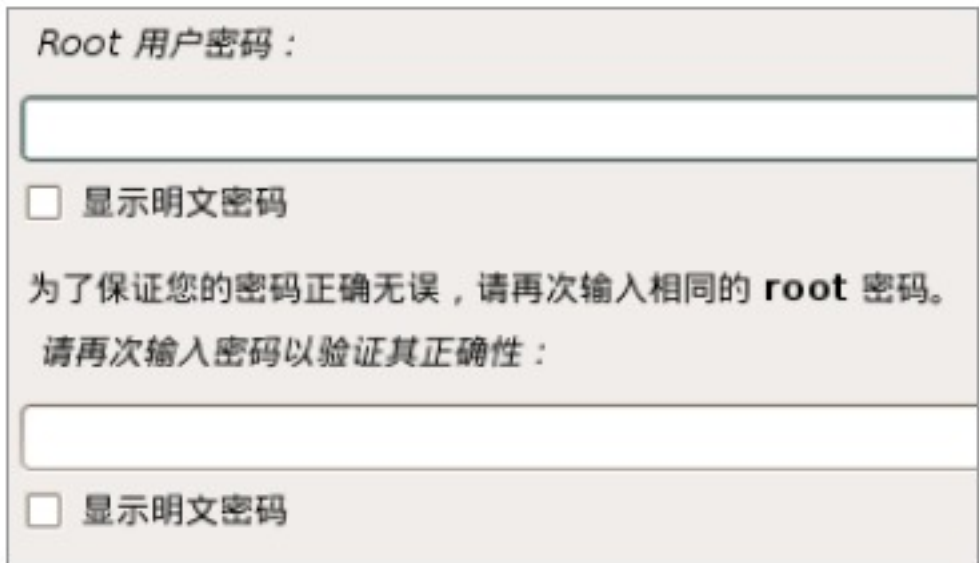 Root 用户密码：
显示明文密码
为了保证您的密码正确无误，请再次输入相同的 root 密码。
请再次输入密码以验证其正确性：
显示明文密码